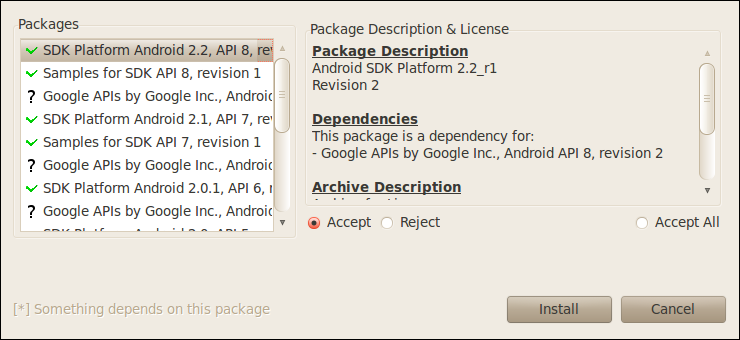 Packages
SDK Platform Android 2.2, API 8, re
Samples for SDK API 8, revision 1
Google APIs by Google Inc., Android
SDK Platform Android 2.1, API 7, re
Samples for SDK API 7, revision 1
Google APIs by Google Inc., Android
SDK Platform Android 2.0.1, API 6, r
Google APIs by Google Inc., Android
Package Description & License
Package Description
Android SDK Platform 2.2_r1
Revision 2
Dependencies
This package is a dependency for:
- Google APIs by Google Inc., Android API 8, revision 2
Archive Description
Accept
Reject
Accept All
[*] Something depends on this package
Install
Cancel